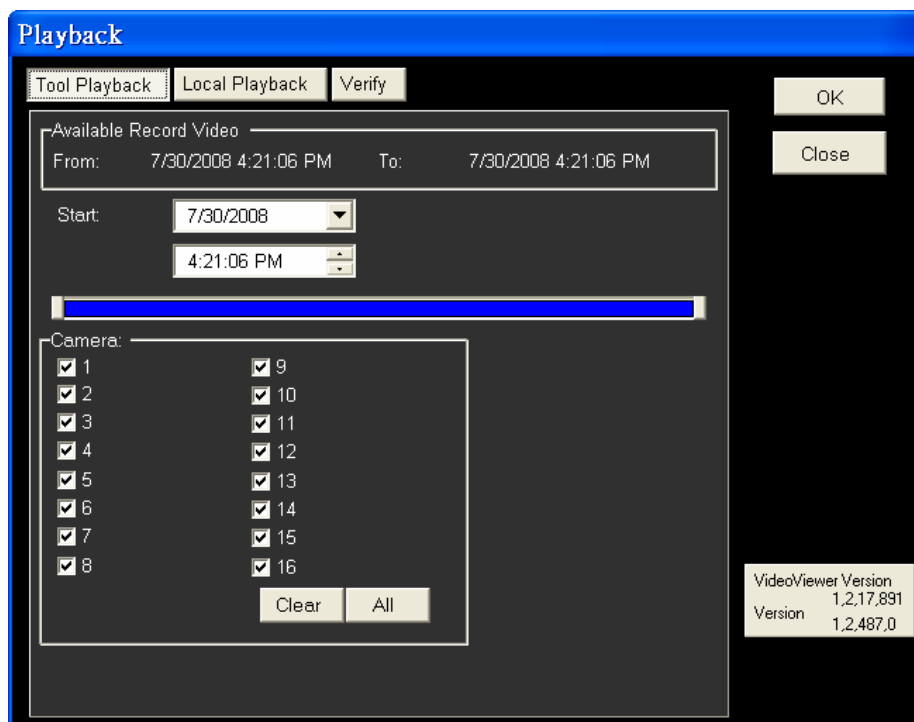 Playback
Tool Playback Local Playback Verify
OK
Close
Available Record Video
From: 7/30/2008 4:21:06 PM To: 7/30/2008 4:21:06 PM
Start: 7/30/2008
4:21:06 PM
Camera:
1 9
2 10
3 11
4 12
5 13
6 14
7 15
8 16
Clear All
VideoViewer Version
1,2,17,891
Version
1,2,487,0